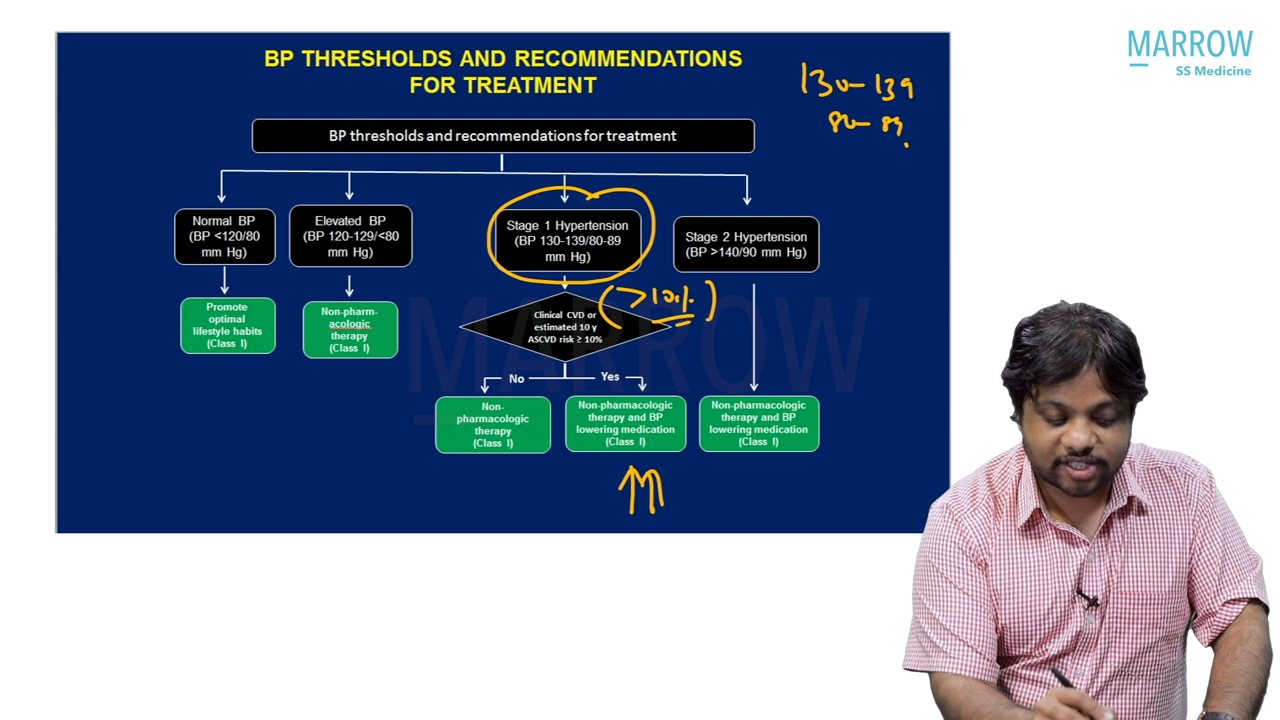 MARROW
SS Medicine
BP THRESHOLDS AND RECOMMENDATIONS
FOR TREATMENT
130-139
80-89
BP thresholds and recommendations for treatment
Normal BP
(BP <120/80
mm Hg)
Elevated BP
(BP 120-129/<80
mm Hg)
Stage 1 Hypertension
(BP 130-139/80-89
mm Hg)
Stage 2 Hypertension
(BP >140/90 mm Hg)
Promote
optimal
lifestyle habits
(Class I)
Non-pharm-
acologic
therapy
(Class I)
Clinical CVD or
estimated 10 y
ASCVD risk ≥ 10%
(>10%)
No
Yes
Non-
pharmacologic
therapy
(Class I)
Non-pharmacologic
therapy and BP
lowering medication
(Class I)
Non-pharmacologic
therapy and BP
lowering medication
(Class I)
MARROW